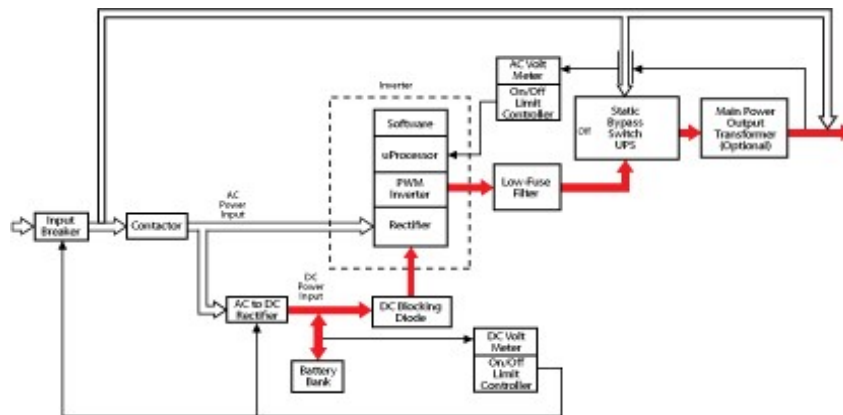 AC Volt
Meter
On/Off
Limit
Controller
Inverter
Software
uProcessor
PWM
Inverter
Rectifier
Off
Static
Bypass
Switch
UPS
Main Power
Output
Transformer
(Optional)
Low-Fuse
Filter
AC
Power
Input
Input
Breaker
Contactor
DC
Power
Input
AC to DC
Rectifier
DC Blocking
Diode
Battery
Bank
DC Volt
Meter
On/Off
Limit
Controller